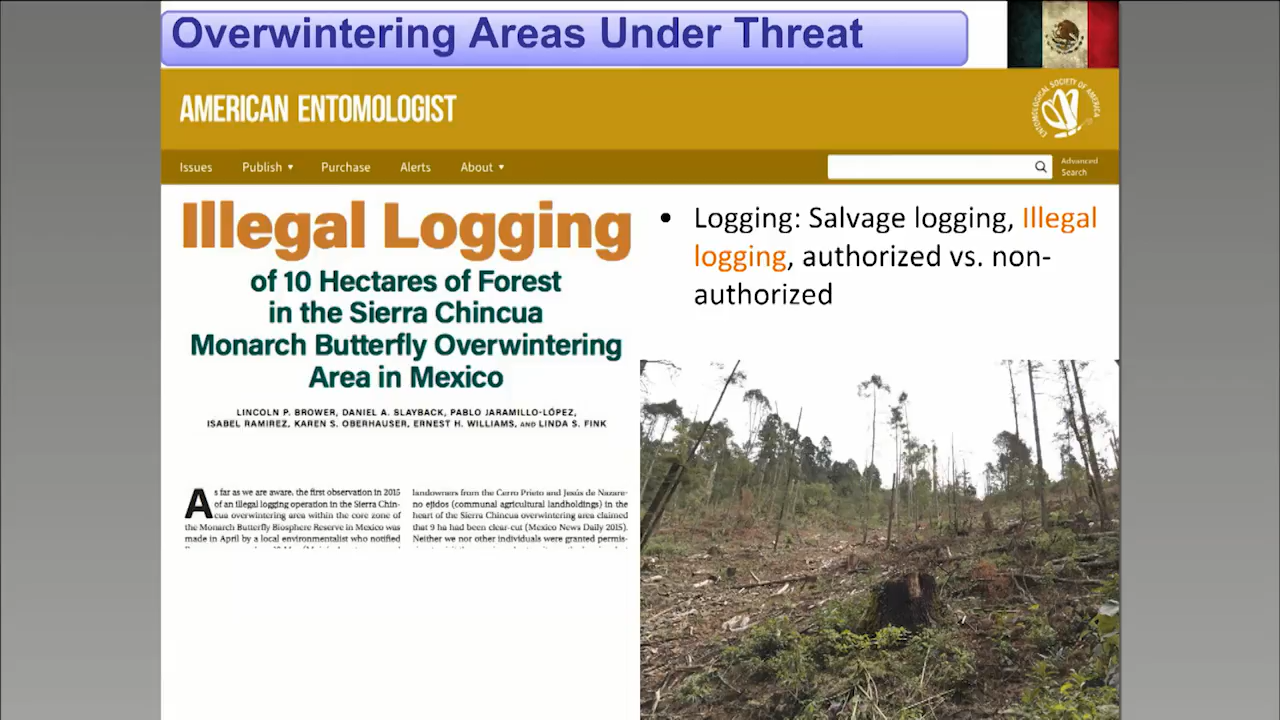 Overwintering Areas Under Threat
AMERICAN ENTOMOLOGIST
ENTOMOLOGICAL SOCIETY OF AMERICA
Issues
Publish
Purchase
Alerts
About
Advanced
Search
Illegal Logging
of 10 Hectares of Forest
in the Sierra Chincua
Monarch Butterfly Overwintering
Area in Mexico
LINCOLN P. BROWER, DANIEL A. SLAYBACK, PABLO JARAMILLO-LÓPEZ,
ISABEL RAMIREZ, KAREN S. OBERHAUSER, ERNEST H. WILLIAMS, AND LINDA S. FINK
As far as we are aware, the first observation in 2015
of an illegal logging operation in the Sierra Chin-
cua overwintering area within the core zone of
the Monarch Butterfly Biosphere Reserve in Mexico was
made in April by a local environmentalist who notified
landowners from the Cerro Prieto and Jesús de Nazare-
no ejidos (communal agricultural landholdings) in the
heart of the Sierra Chincua overwintering area claimed
that 9 ha had been clear-cut (Mexico News Daily 2015).
Neither we nor other individuals were granted permis-
• Logging: Salvage logging, Illegal
logging, authorized vs. non-
authorized